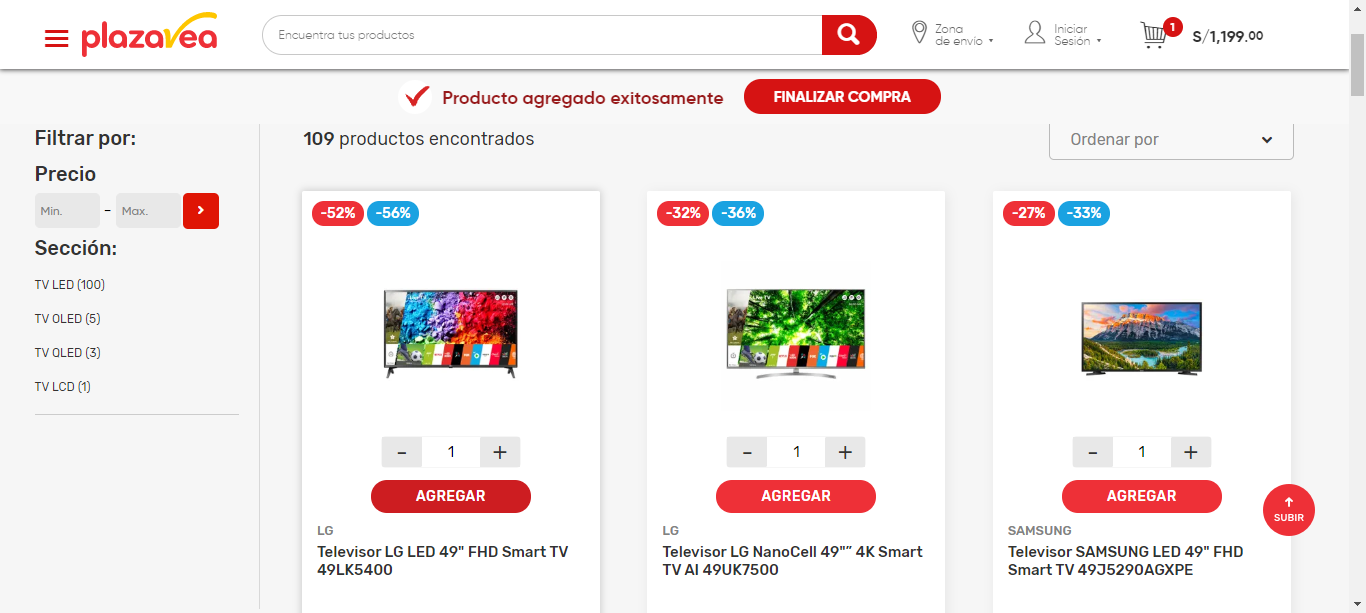 plazavea
Encuentra tus productos
Zona
de envío
Iniciar
Sesión
1
S/1,199.00
Producto agregado exitosamente
FINALIZAR COMPRA
Filtrar por:
109 productos encontrados
Ordenar por
Precio
Min. - Max.
Sección:
TV LED (100)
TV OLED (5)
TV QLED (3)
TV LCD (1)
-52% -56%
- 1 +
AGREGAR
LG
Televisor LG LED 49" FHD Smart TV
49LK5400
-32% -36%
- 1 +
AGREGAR
LG
Televisor LG NanoCell 49"” 4K Smart
TV AI 49UK7500
-27% -33%
- 1 +
AGREGAR
SAMSUNG
Televisor SAMSUNG LED 49" FHD
Smart TV 49J5290AGXPE
SUBIR